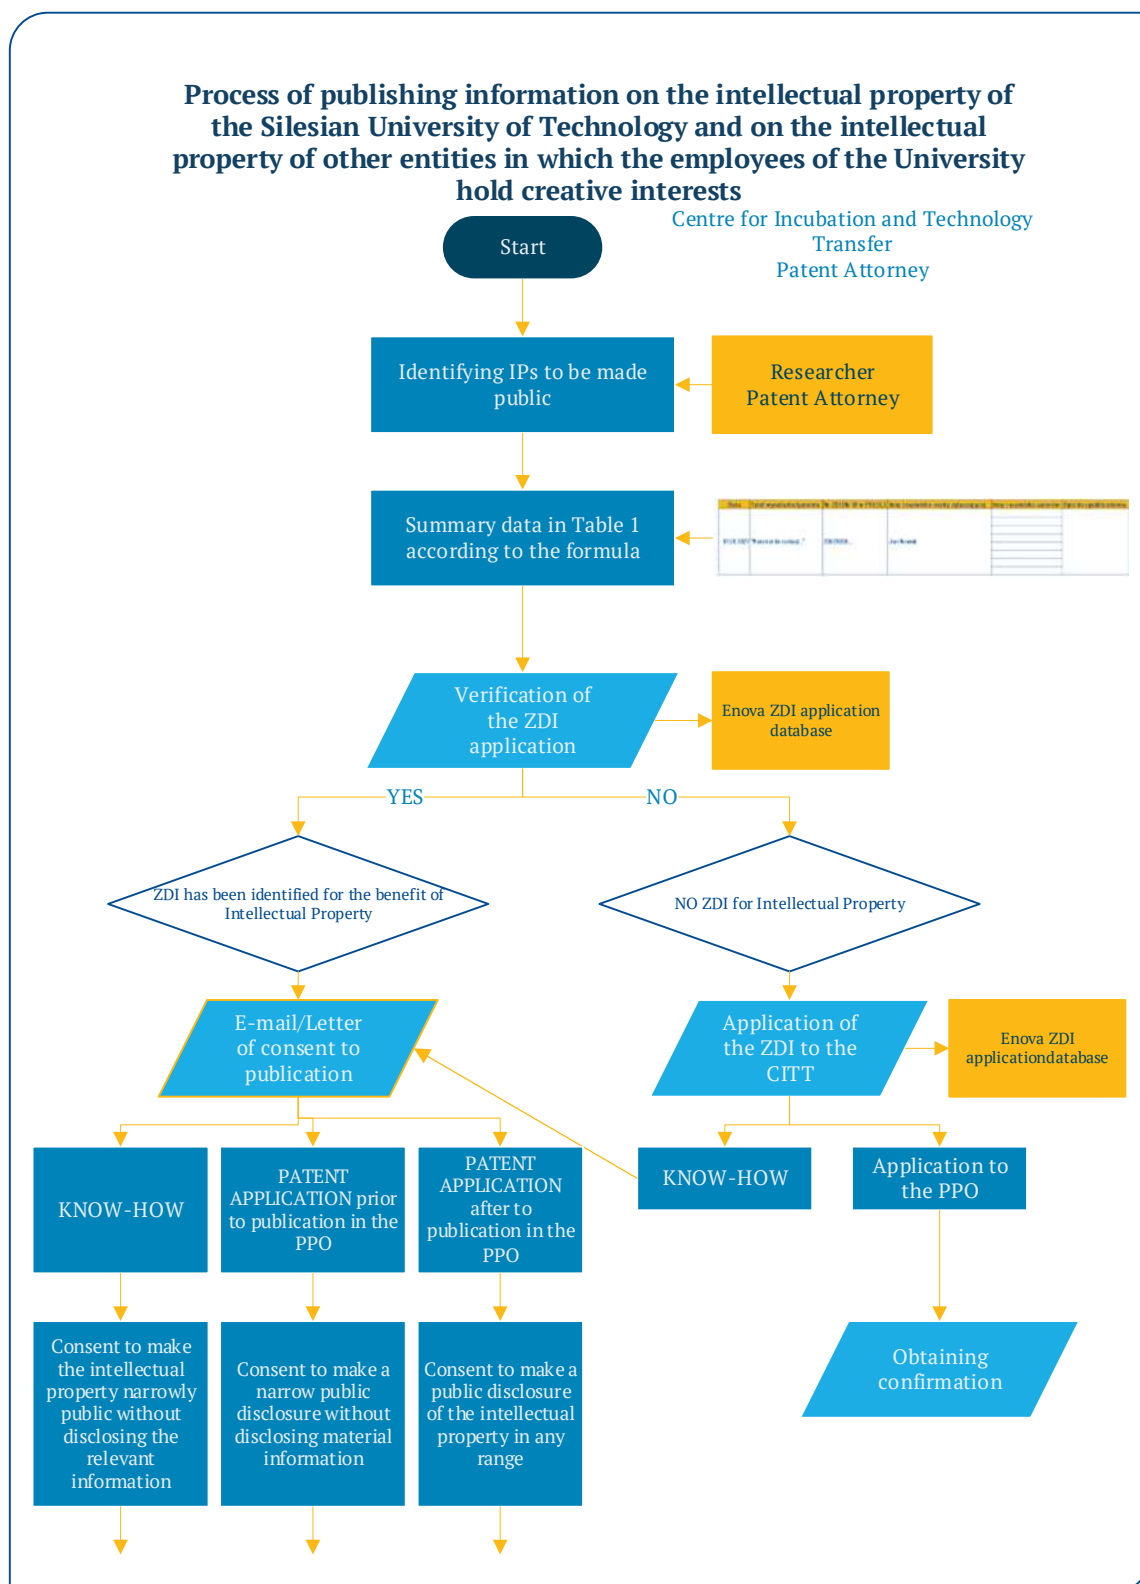 Process of publishing information on the intellectual property of
the Silesian University of Technology and on the intellectual
property of other entities in which the employees of the University
hold creative interests
Centre for Incubation and Technology
Transfer
Patent Attorney
Start
Identifying IPs to be made
public
Researcher
Patent Attorney
Summary data in Table 1
according to the formula
Verification of
the ZDI
application
Enova ZDI application
database
YES
NO
ZDI has been identified for the benefit of
Intellectual Property
NO ZDI for Intellectual Property
E-mail/Letter
of consent to
publication
Application of
the ZDI to the
CITT
Enova ZDI
applicationdatabase
KNOW-HOW
PATENT
APPLICATION prior
to publication in the
PPO
PATENT
APPLICATION
after to
publication in the
PPO
KNOW-HOW
Application to
the PPO
Consent to make
the intellectual
property narrowly
public without
disclosing the
relevant
information
Consent to make a
narrow public
disclosure without
disclosing material
information
Consent to make a
public disclosure
of the intellectual
property in any
range
Obtaining
confirmation